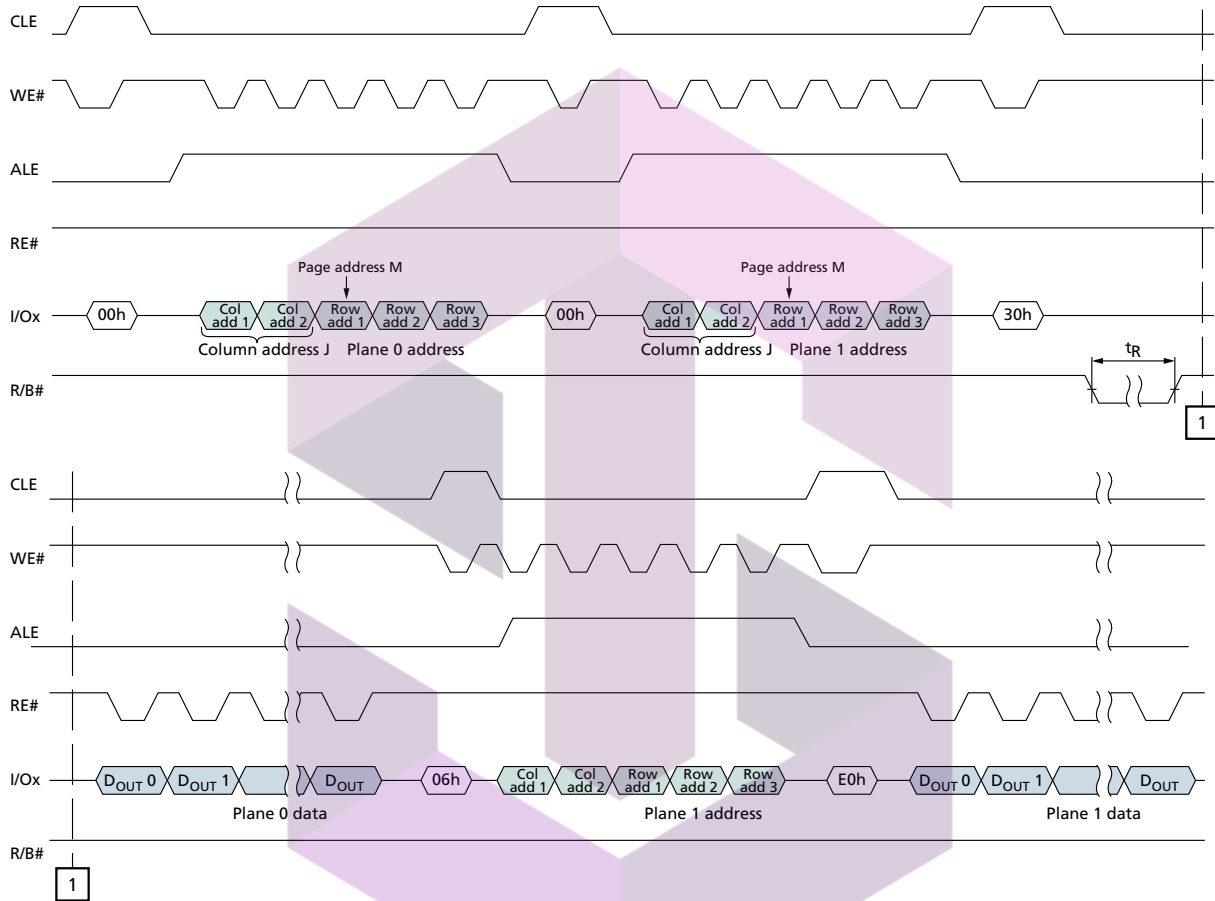 CLE
WE#
ALE
RE#
Page address M Page address M
I/Ox 00h Col add 1 Col add 2 Row add 1 Row add 2 Row add 3 00h Col add 1 Col add 2 Row add 1 Row add 2 Row add 3 30h
Column address J Plane 0 address Column address J Plane 1 address
tR
R/B#
1
CLE
WE#
ALE
RE#
I/Ox DOUT 0 DOUT 1 DOUT 06h Col add 1 Col add 2 Row add 1 Row add 2 Row add 3 E0h DOUT 0 DOUT 1 DOUT
Plane 0 data Plane 1 address Plane 1 data
R/B#
1